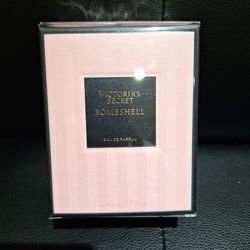 VICTORIA'S
SECRET
BOMBSHELL
EAU DE PARFUM